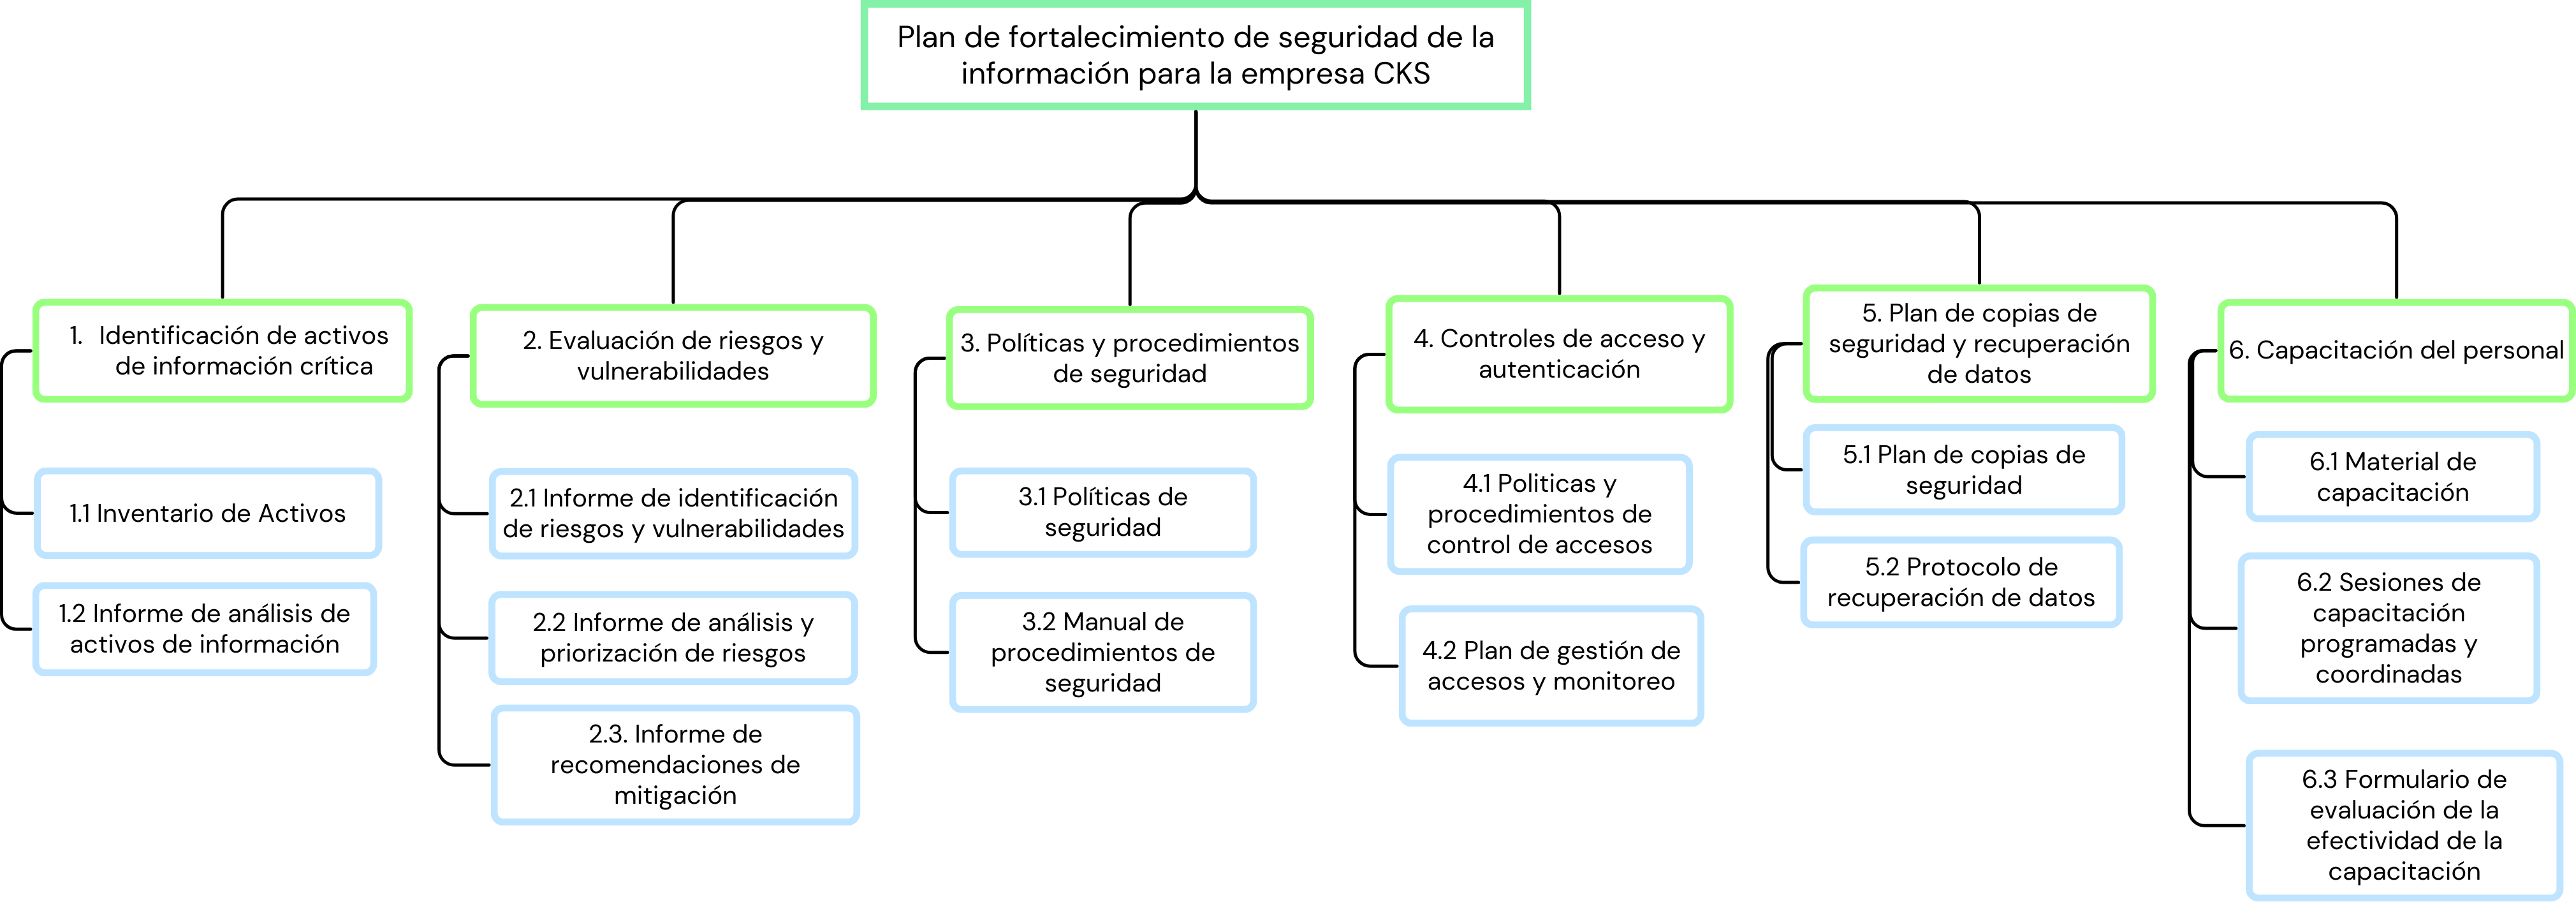 Plan de fortalecimiento de seguridad de la
información para la empresa CKS
1. Identificación de activos
de información crítica
1.1 Inventario de Activos
1.2 Informe de análisis de
activos de información
2. Evaluación de riesgos y
vulnerabilidades
2.1 Informe de identificación
de riesgos y vulnerabilidades
2.2 Informe de análisis y
priorización de riesgos
2.3. Informe de
recomendaciones de
mitigación
3. Políticas y procedimientos
de seguridad
3.1 Políticas de
seguridad
3.2 Manual de
procedimientos de
seguridad
4. Controles de acceso y
autenticación
4.1 Politicas y
procedimientos de
control de accesos
4.2 Plan de gestión de
accesos y monitoreo
5. Plan de copias de
seguridad y recuperación
de datos
5.1 Plan de copias de
seguridad
5.2 Protocolo de
recuperación de datos
6. Capacitación del personal
6.1 Material de
capacitación
6.2 Sesiones de
capacitación
programadas y
coordinadas
6.3 Formulario de
evaluación de la
efectividad de la
capacitación